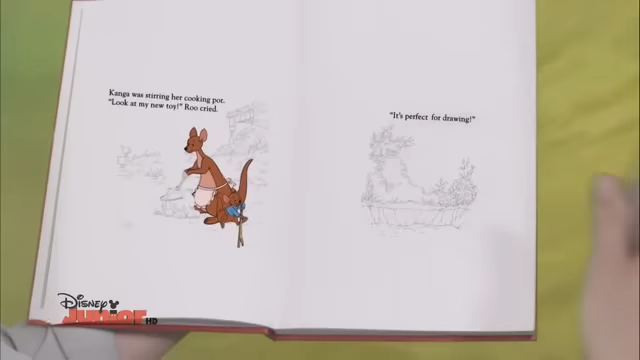 Kanga was stirring her cooking pot.
"Look at my new toy!" Roo cried.
"It's perfect for drawing!"
Disney
Junior HD